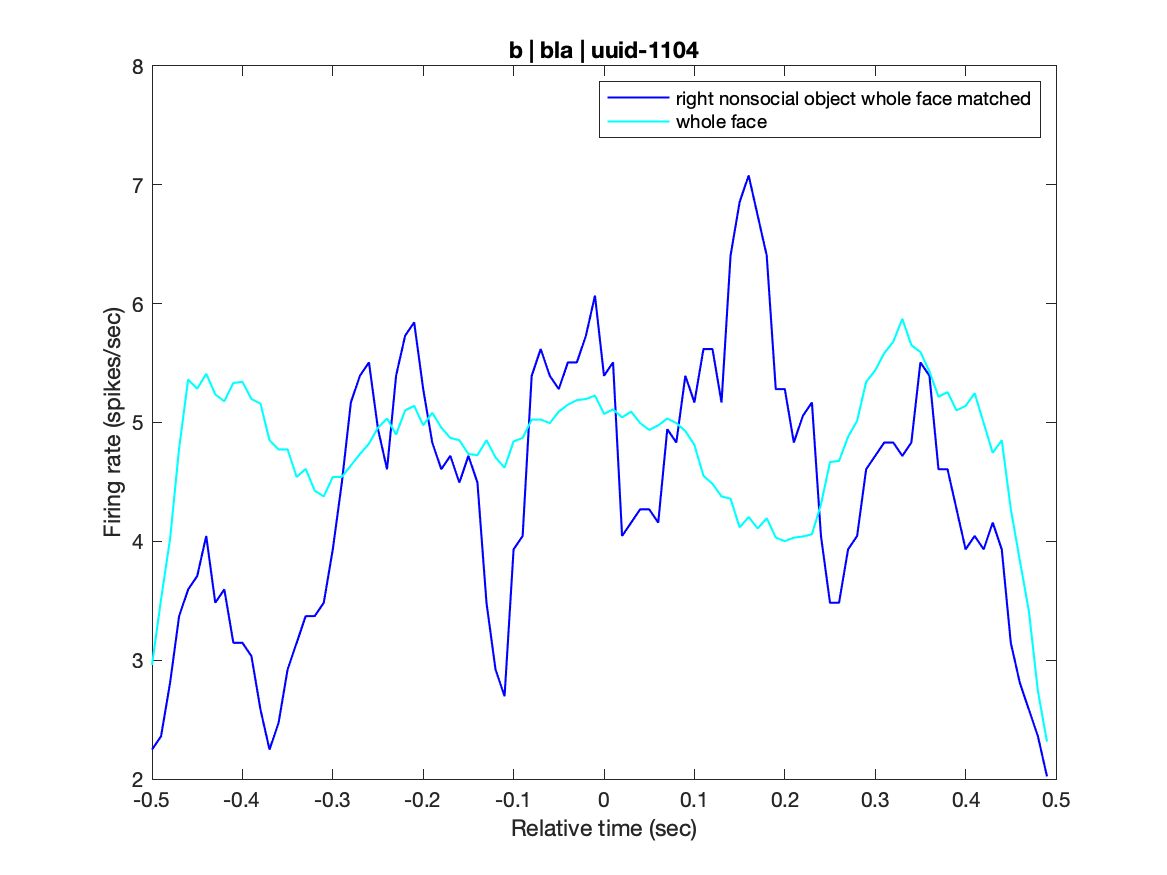 b | bla | uuid-1104
right nonsocial object whole face matched
whole face
8
7
6
5
4
3
2
Firing rate (spikes/sec)
-0.5 -0.4 -0.3 -0.2 -0.1 0 0.1 0.2 0.3 0.4 0.5
Relative time (sec)